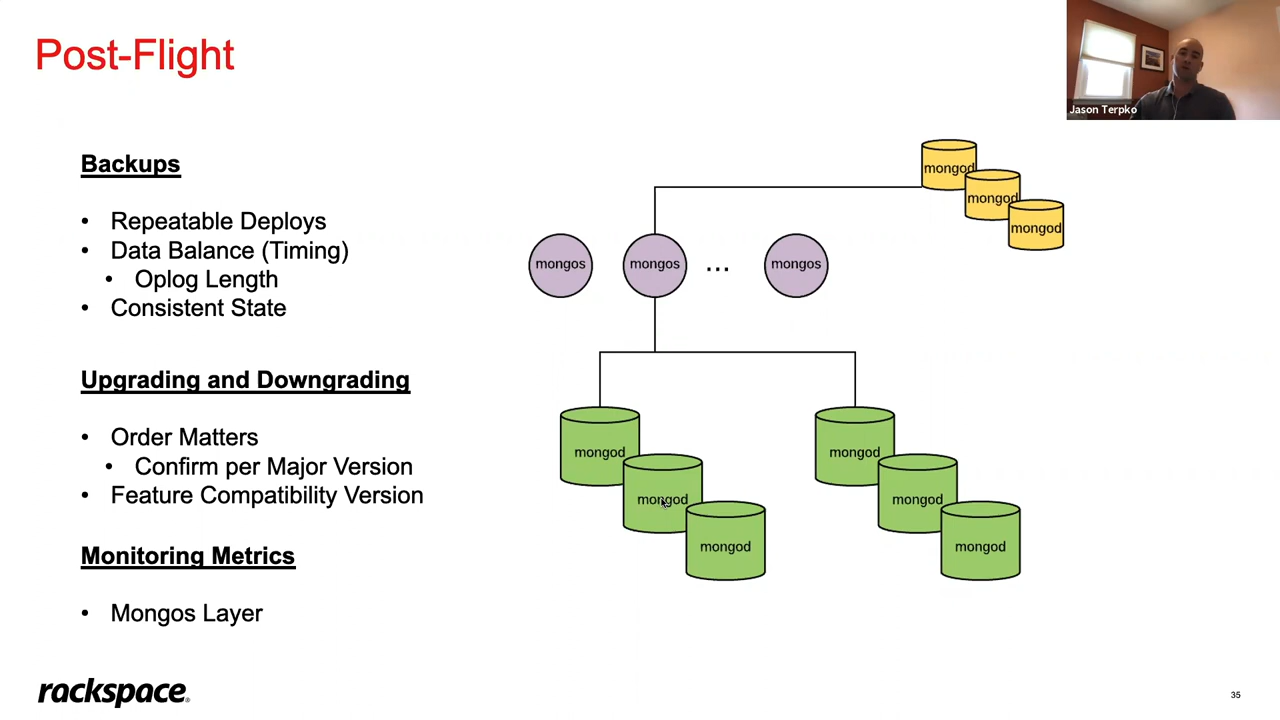 Post-Flight
Jason Terpko
Backups
• Repeatable Deploys
• Data Balance (Timing)
• Oplog Length
• Consistent State
Upgrading and Downgrading
• Order Matters
• Confirm per Major Version
• Feature Compatibility Version
Monitoring Metrics
• Mongos Layer
mongod
mongod
mongod
mongos
mongos
...
mongos
mongod
mongod
mongod
mongod
mongod
mongod
rackspace®
35